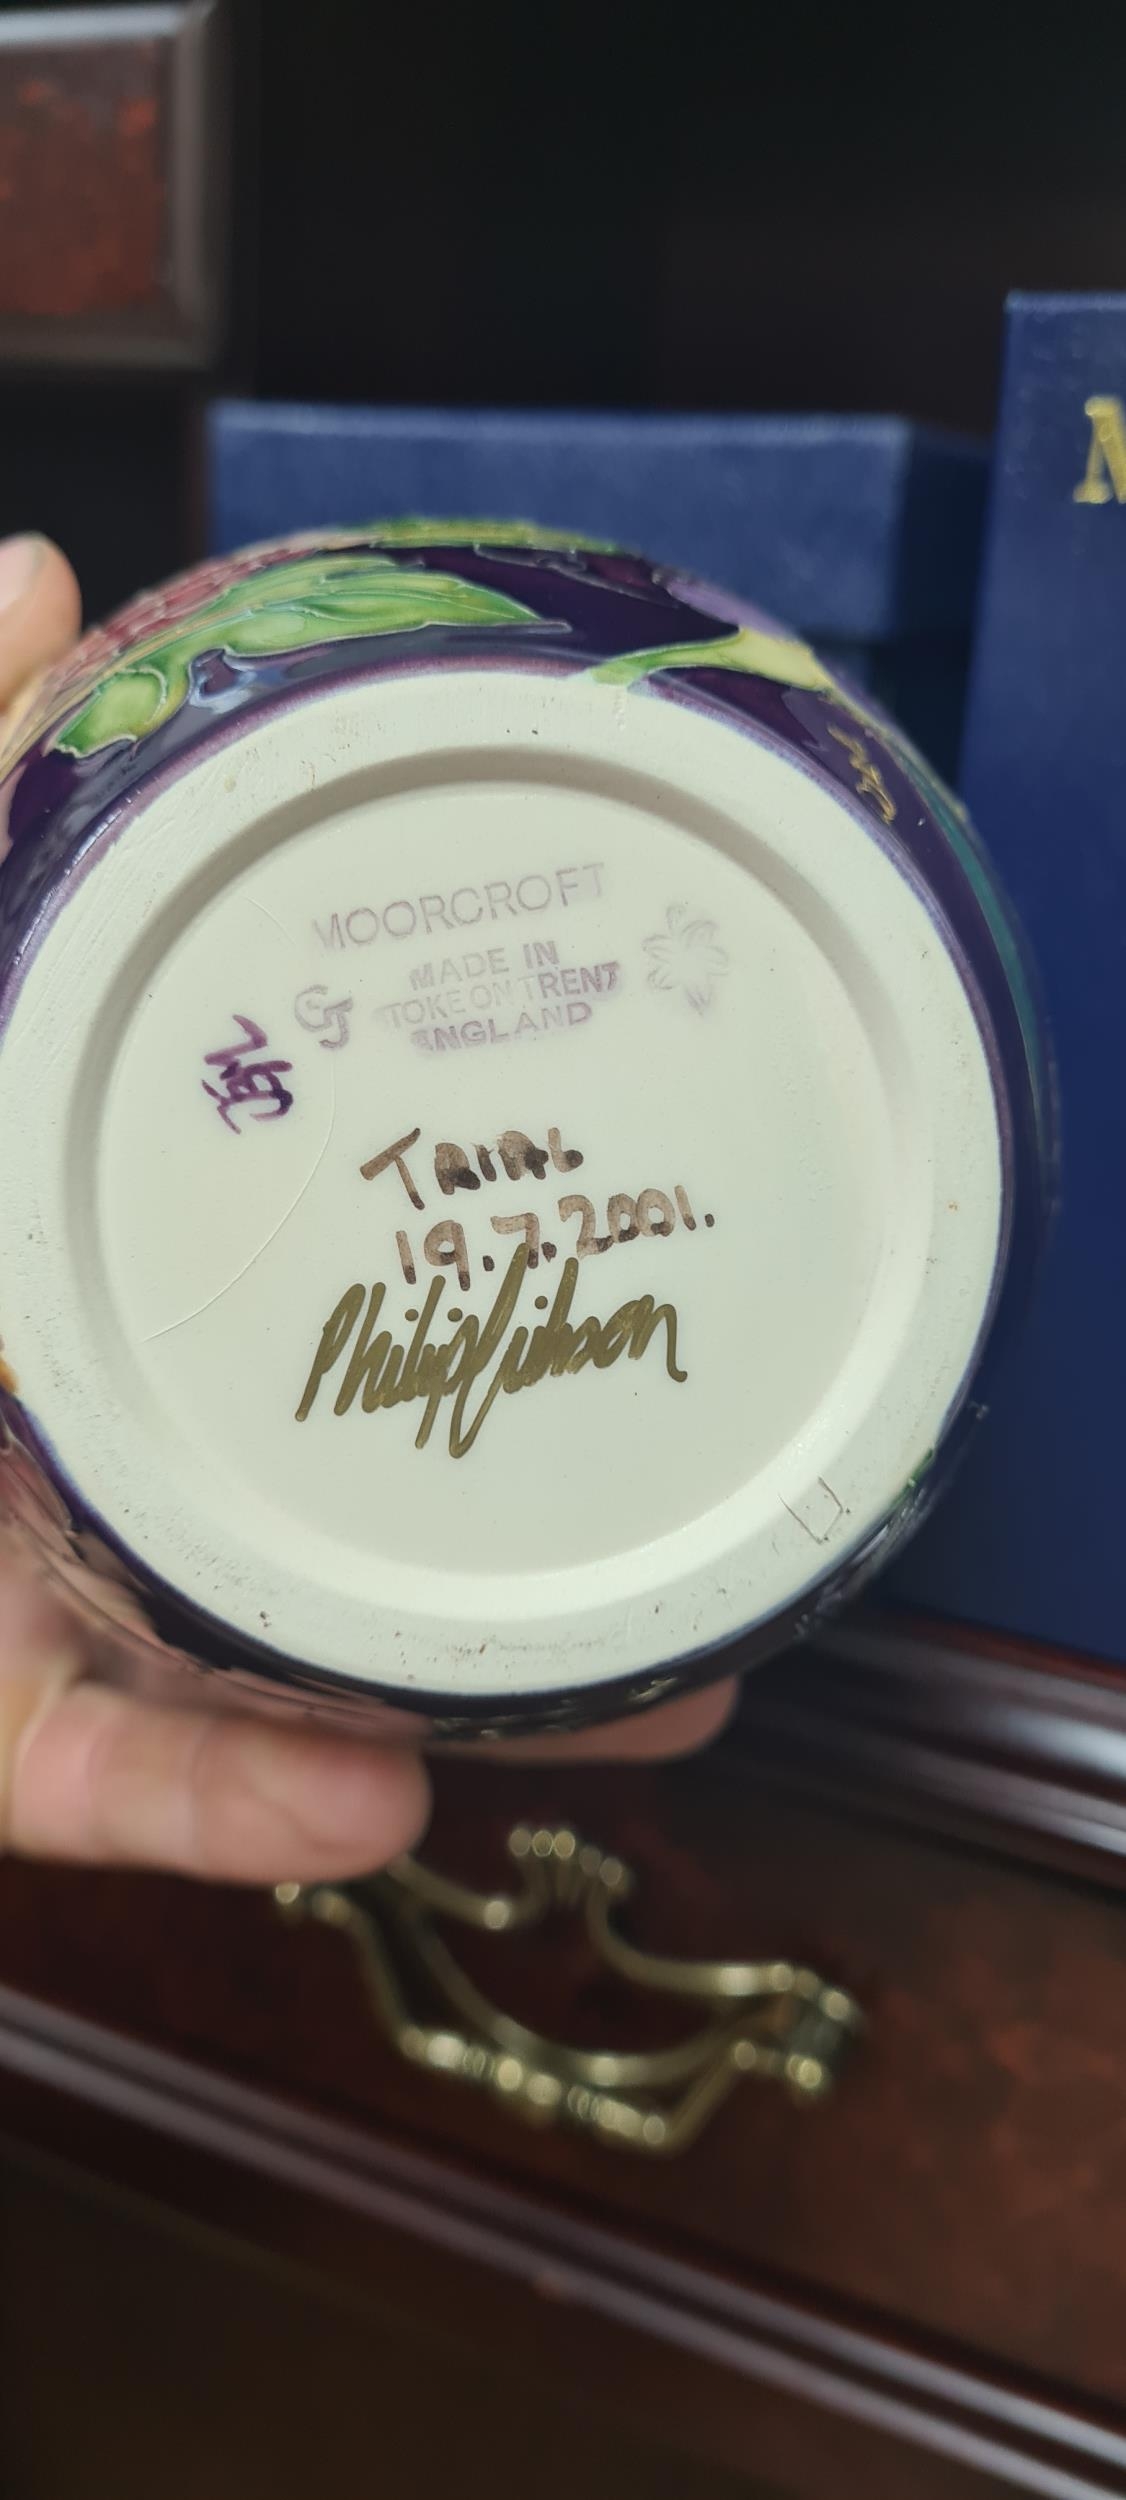 M
MOORCROFT
MADE IN
STOKE ON TRENT
ENGLAND
TRIAL
19.7.2001.
Philip Gibson